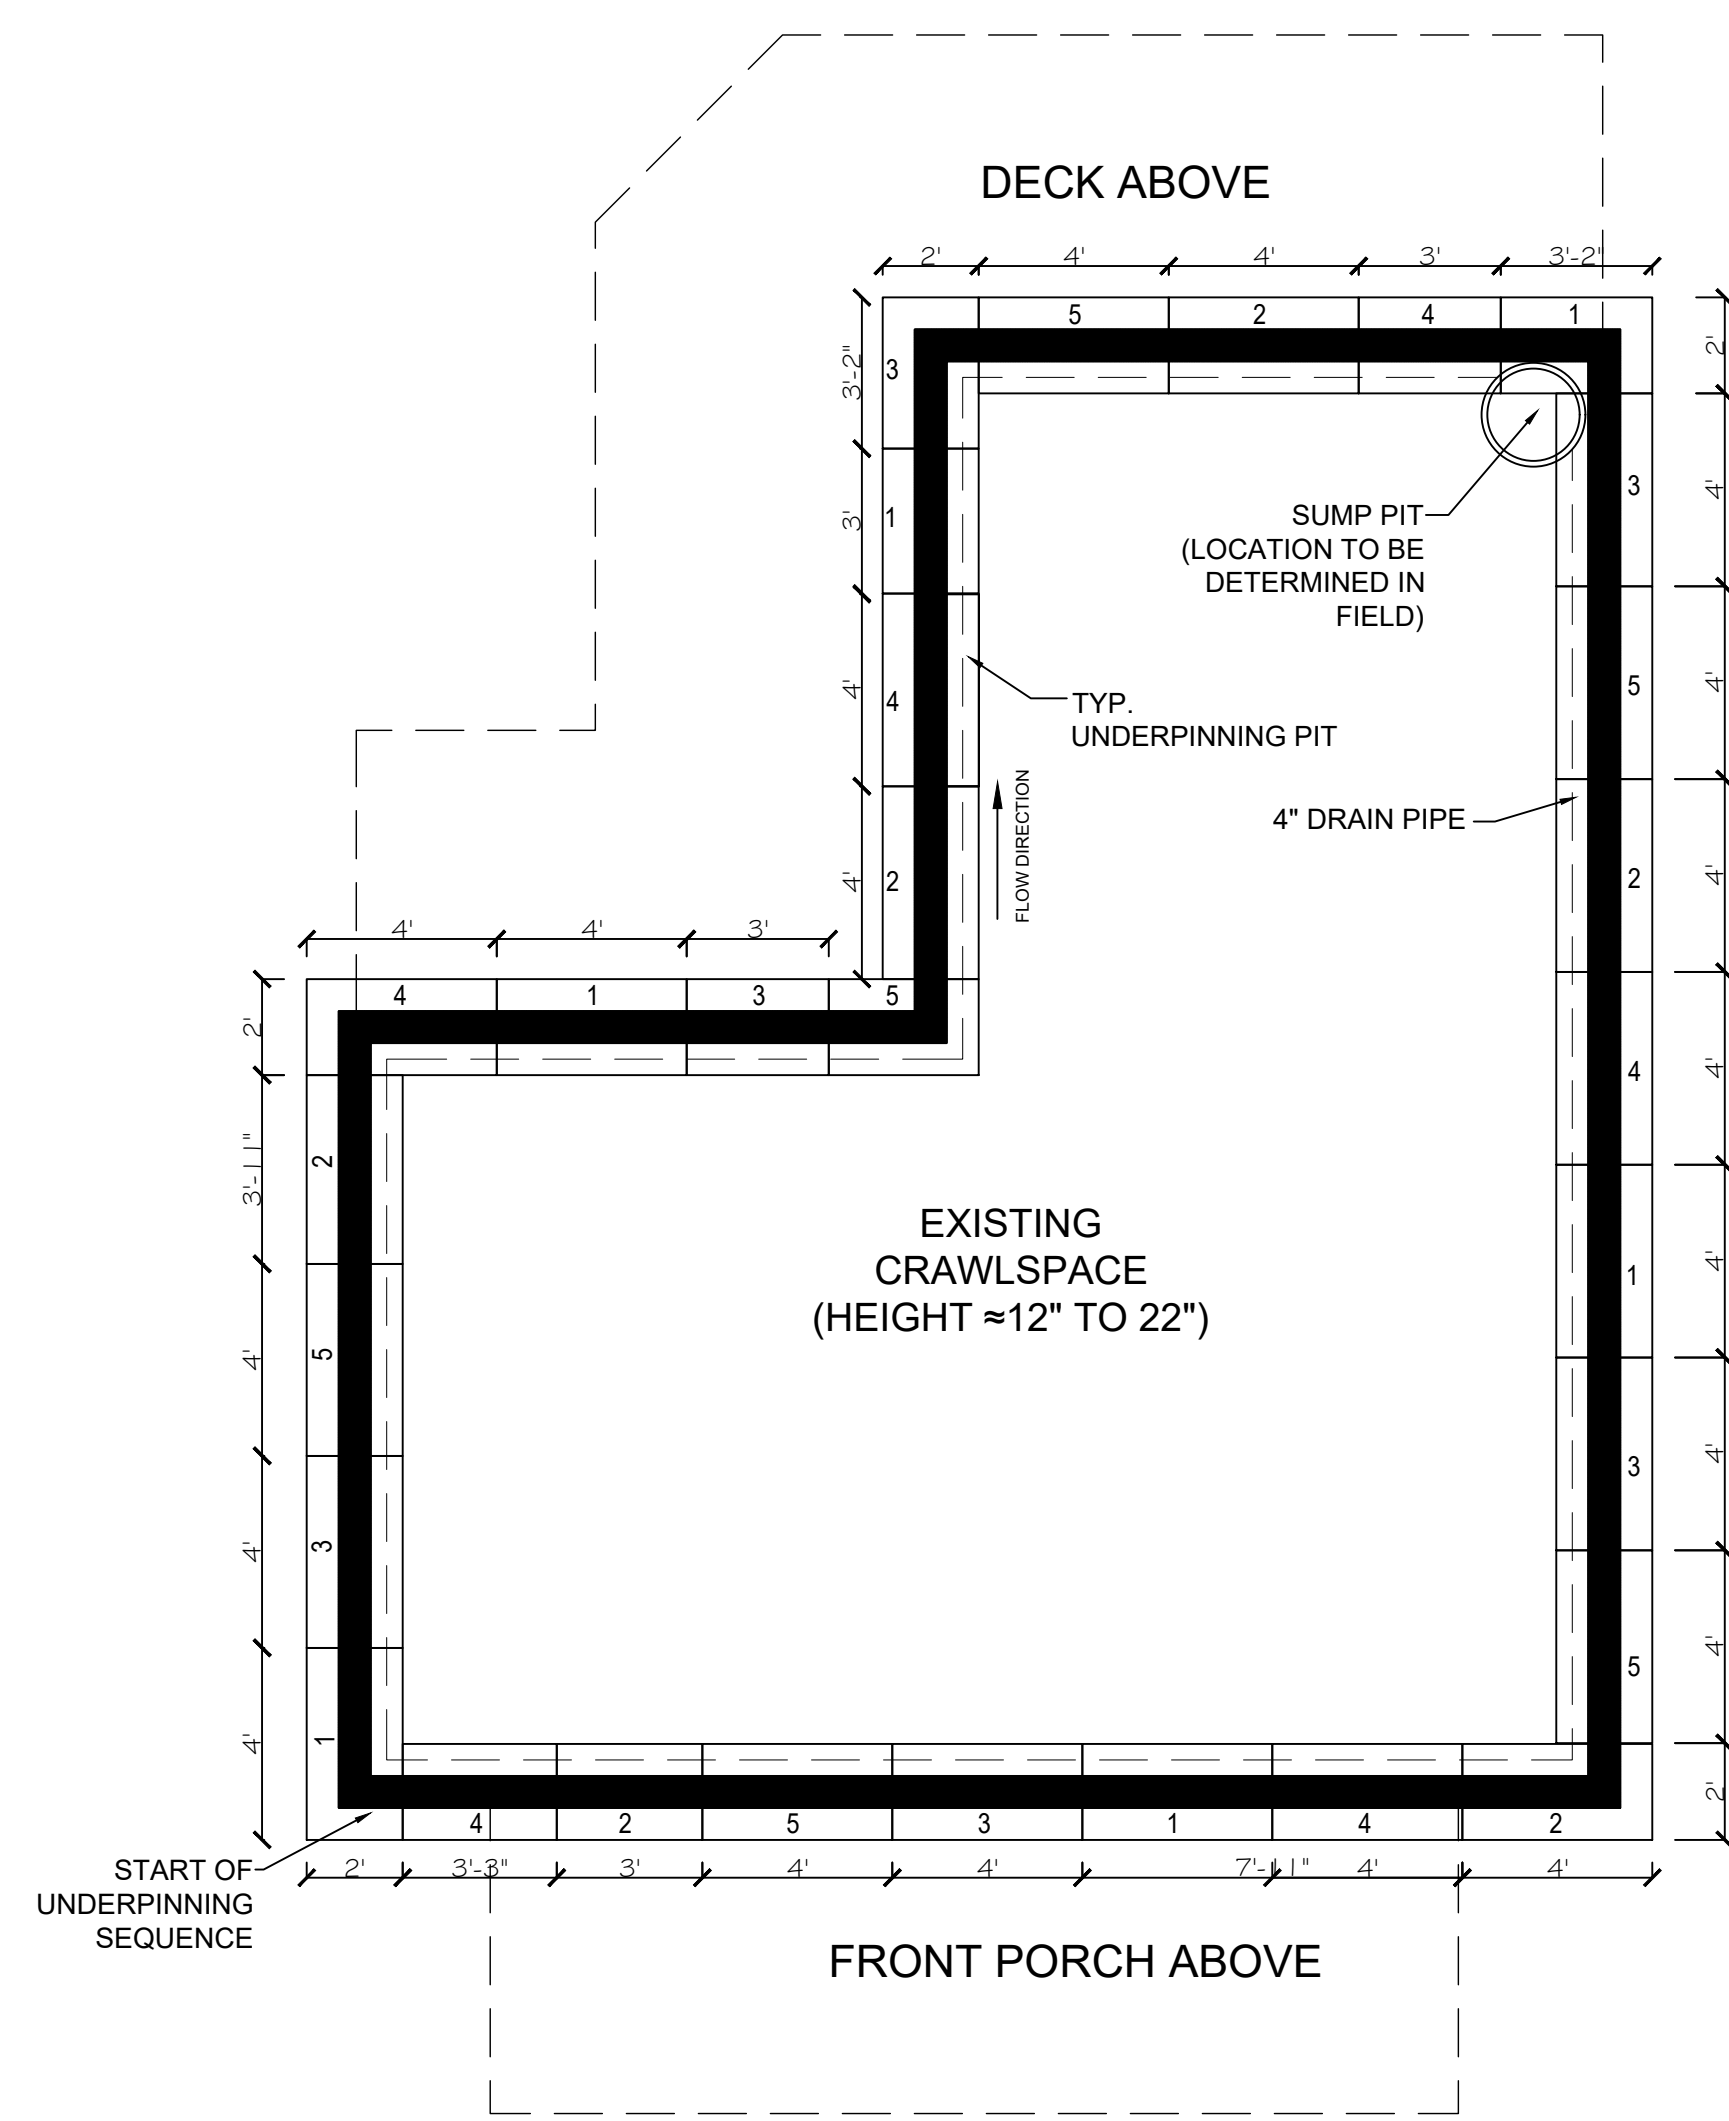 DECK ABOVE
2' 4' 4' 3' 3'-2"
5 2 4 1
2'
3'-2" 3
4' 3
3' 1
SUMP PIT
(LOCATION TO BE
DETERMINED IN
FIELD)
4' 5
4' 4
TYP.
UNDERPINNING PIT
4" DRAIN PIPE
FLOW DIRECTION
4' 2
4' 2
4' 4' 3'
4 1 3 5
2'
4' 4
3'-11" 2
EXISTING
CRAWLSPACE
(HEIGHT ≈12" TO 22")
4' 1
4' 5
4' 3
4' 3
4' 5
4' 1
2'
4 2 5 3 1 4 2
START OF
UNDERPINNING
SEQUENCE
2' 3'-3" 3' 4' 4' 7'-11" 4' 4'
FRONT PORCH ABOVE